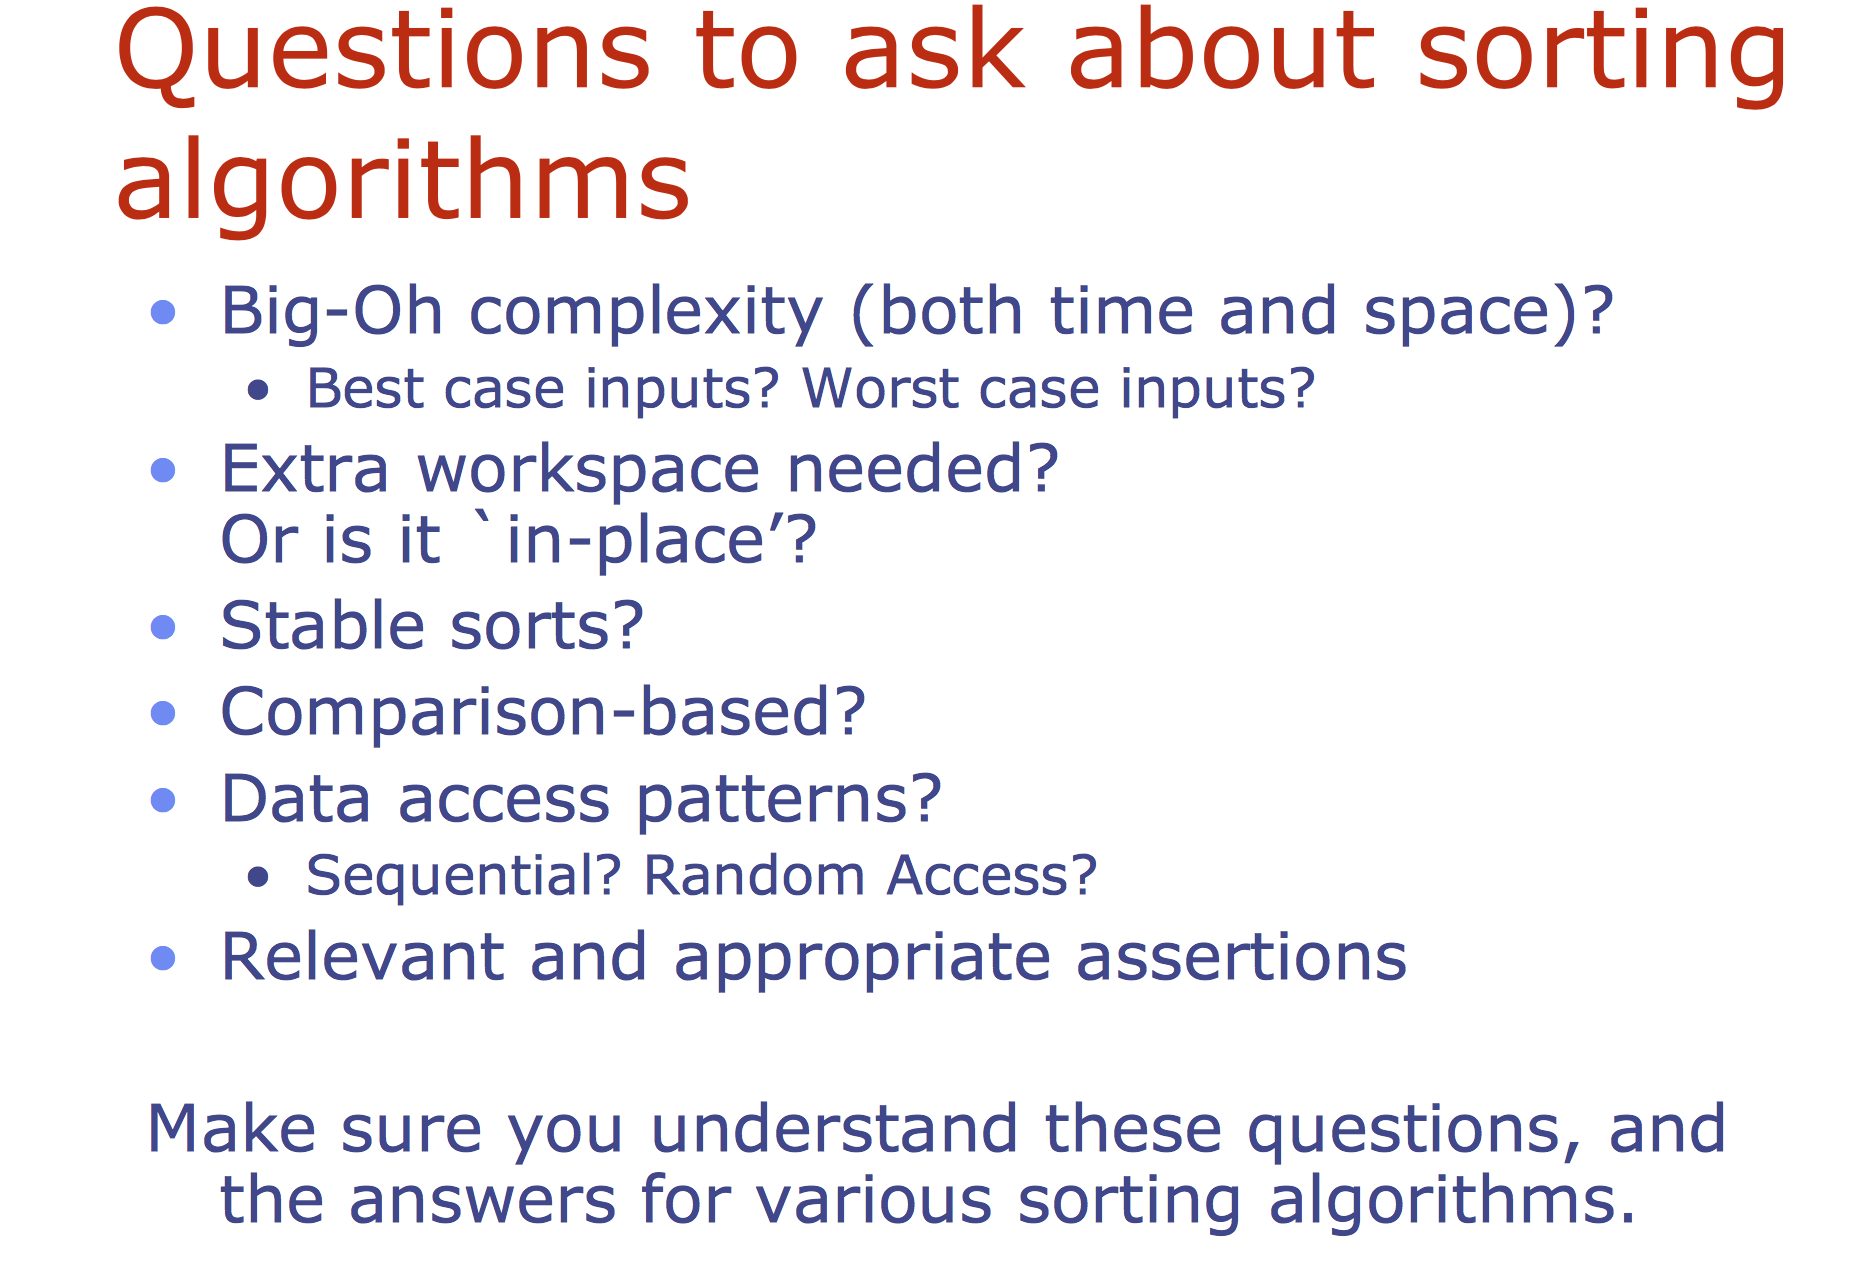 Questions to ask about sorting
algorithms
• Big-Oh complexity (both time and space)?
• Best case inputs? Worst case inputs?
• Extra workspace needed?
Or is it `in-place’?
• Stable sorts?
• Comparison-based?
• Data access patterns?
• Sequential? Random Access?
• Relevant and appropriate assertions
Make sure you understand these questions, and
the answers for various sorting algorithms.